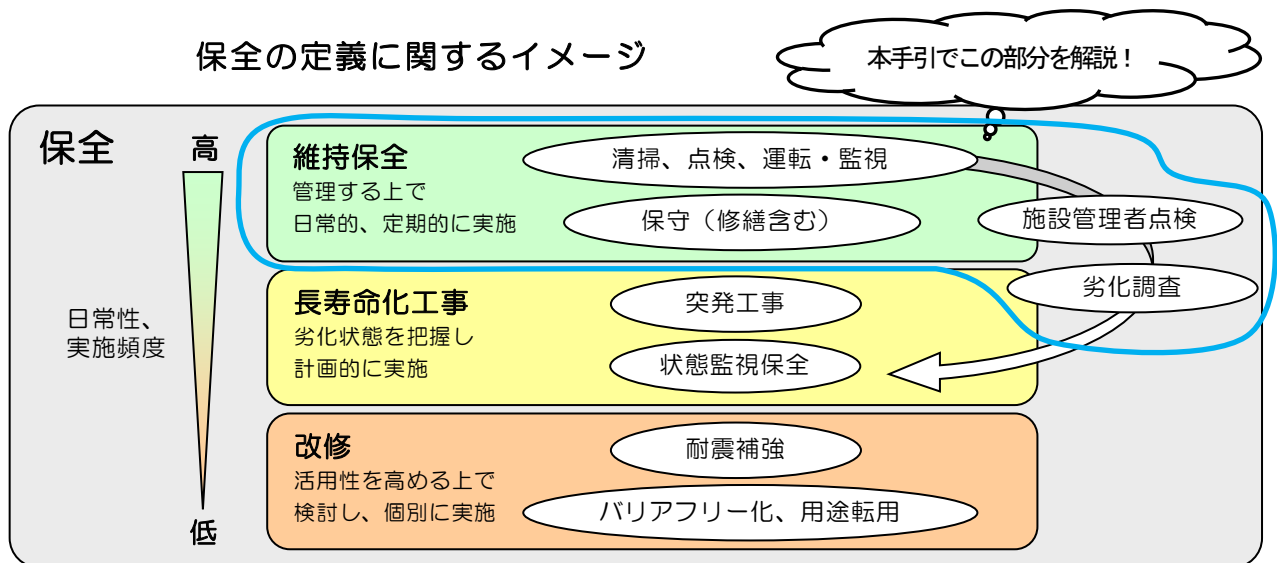 保全の定義に関するイメージ
本手引でこの部分を解説！
保全
高
維持保全
管理する上で
日常的、定期的に実施
清掃、点検、運転・監視
保守（修繕含む）
施設管理者点検
劣化調査
日常性、
実施頻度
長寿命化工事
劣化状態を把握し
計画的に実施
突発工事
状態監視保全
改修
活用性を高める上で
検討し、個別に実施
耐震補強
バリアフリー化、用途転用
低